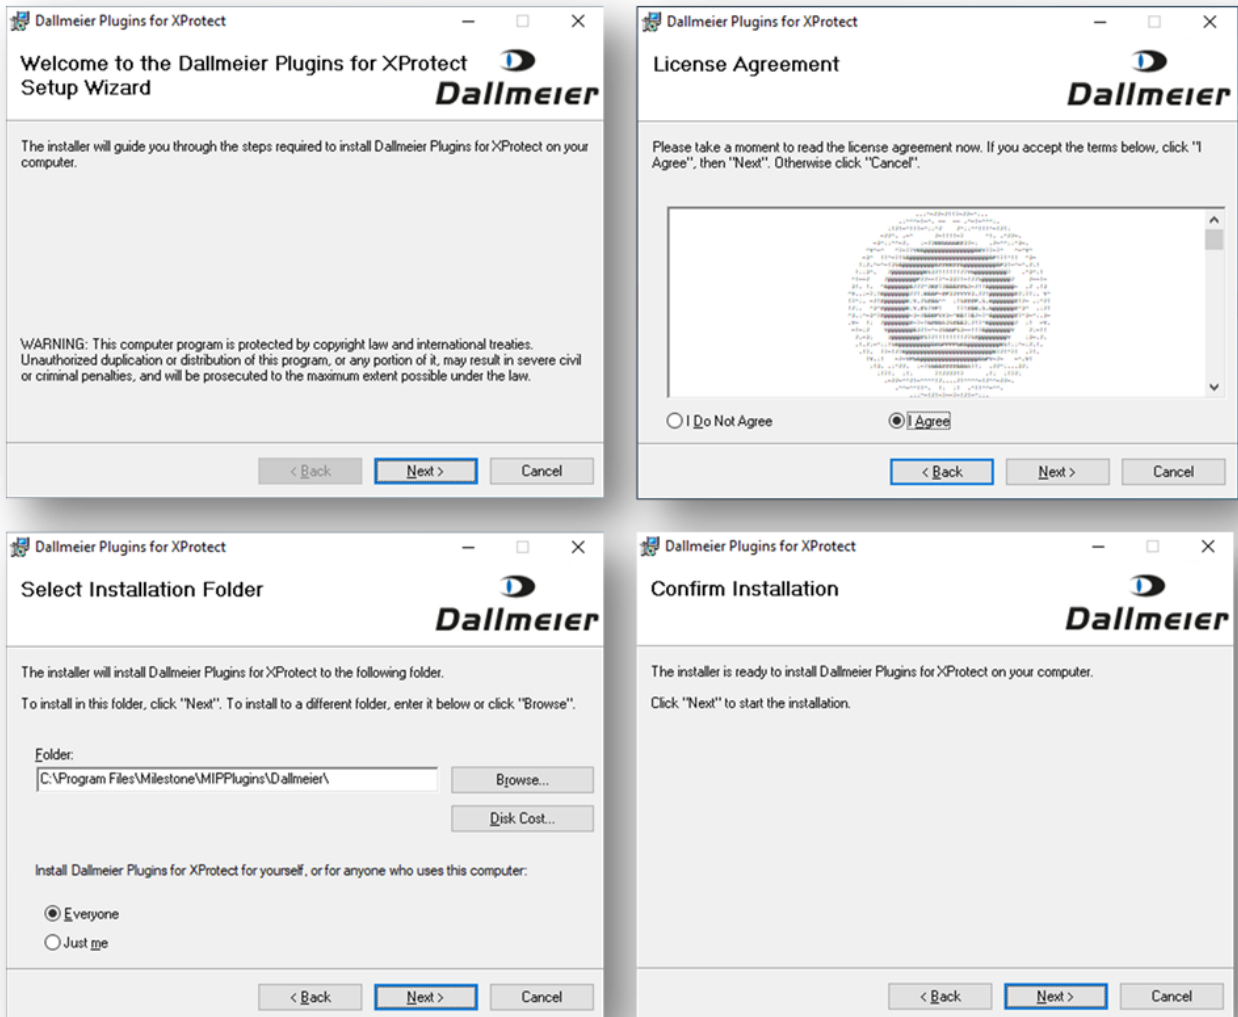 Dallmeier Plugins for XProtect
Welcome to the Dallmeier Plugins for XProtect
Setup Wizard
Dallmeier
The installer will guide you through the steps required to install Dallmeier Plugins for XProtect on your
computer.
WARNING: This computer program is protected by copyright law and international treaties.
Unauthorized duplication or distribution of this program, or any portion of it, may result in severe civil
or criminal penalties, and will be prosecuted to the maximum extent possible under the law.
< Back
Next >
Cancel
Dallmeier Plugins for XProtect
License Agreement
Dallmeier
Please take a moment to read the license agreement now. If you accept the terms below, click "I
Agree", then "Next". Otherwise click "Cancel".
I Do Not Agree
I Agree
< Back
Next >
Cancel
Dallmeier Plugins for XProtect
Select Installation Folder
Dallmeier
The installer will install Dallmeier Plugins for XProtect to the following folder.
To install in this folder, click "Next". To install to a different folder, enter it below or click "Browse".
Folder:
C:\Program Files\Milestone\MIPPlugins\Dallmeier\
Browse...
Disk Cost...
Install Dallmeier Plugins for XProtect for yourself, or for anyone who uses this computer:
Everyone
Just me
< Back
Next >
Cancel
Dallmeier Plugins for XProtect
Confirm Installation
Dallmeier
The installer is ready to install Dallmeier Plugins for XProtect on your computer.
Click "Next" to start the installation.
< Back
Next >
Cancel